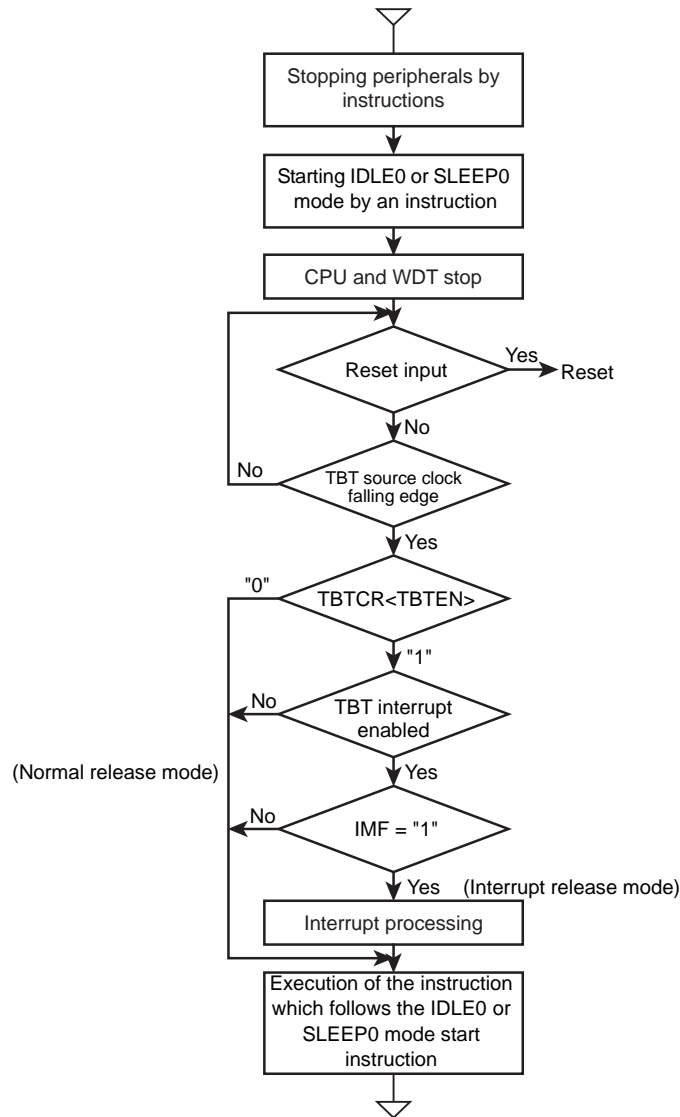 Stopping peripherals by
instructions
Starting IDLE0 or SLEEP0
mode by an instruction
CPU and WDT stop
Reset input
Yes
Reset
No
No
TBT source clock
falling edge
Yes
"0"
TBTCR<TBTEN>
"1"
No
TBT interrupt
enabled
(Normal release mode)
Yes
No
IMF = "1"
Yes
(Interrupt release mode)
Interrupt processing
Execution of the instruction
which follows the IDLE0 or
SLEEP0 mode start
instruction